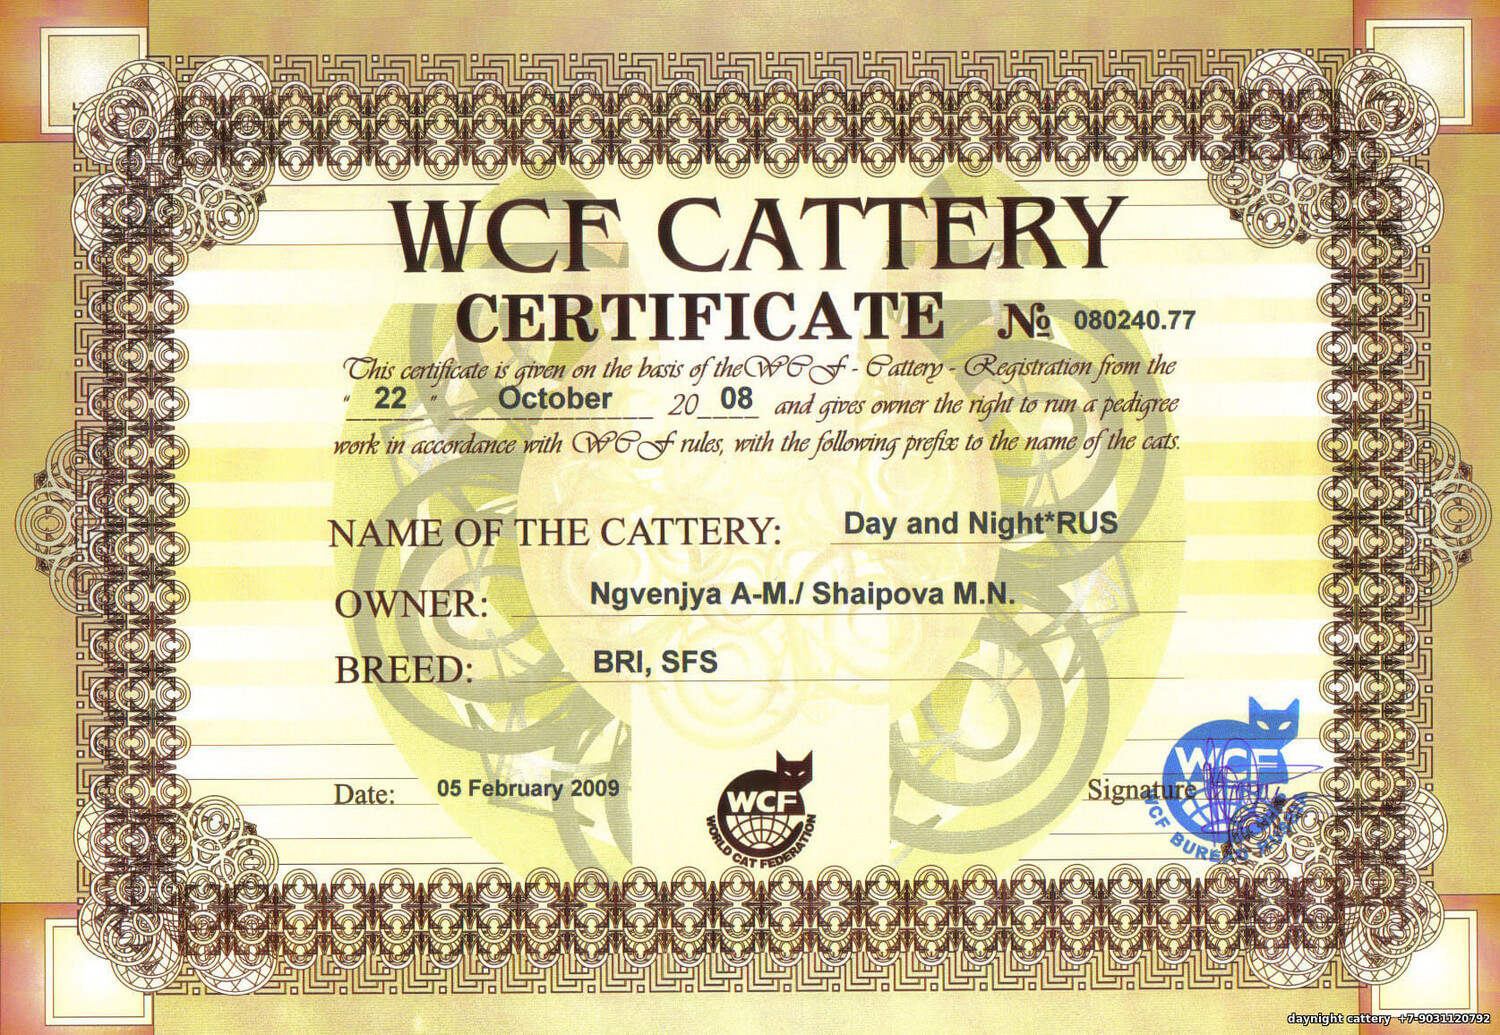 WCF CATTERY
CERTIFICATE № 080240.77
This certificate is given on the basis of the WCF - Cattery - Registration from the
" 22 " October 20 08 and gives owner the right to run a pedigree
work in accordance with WCF rules, with the following prefix to the name of the cats.
NAME OF THE CATTERY: Day and Night*RUS
OWNER: Ngvenjya A-M./ Shaipova M.N.
BREED: BRI, SFS
Date: 05 February 2009
WCF
WORLD CAT FEDERATION
Signature
WCF
WCF BUREAU
daynight cattery +7-9031120792